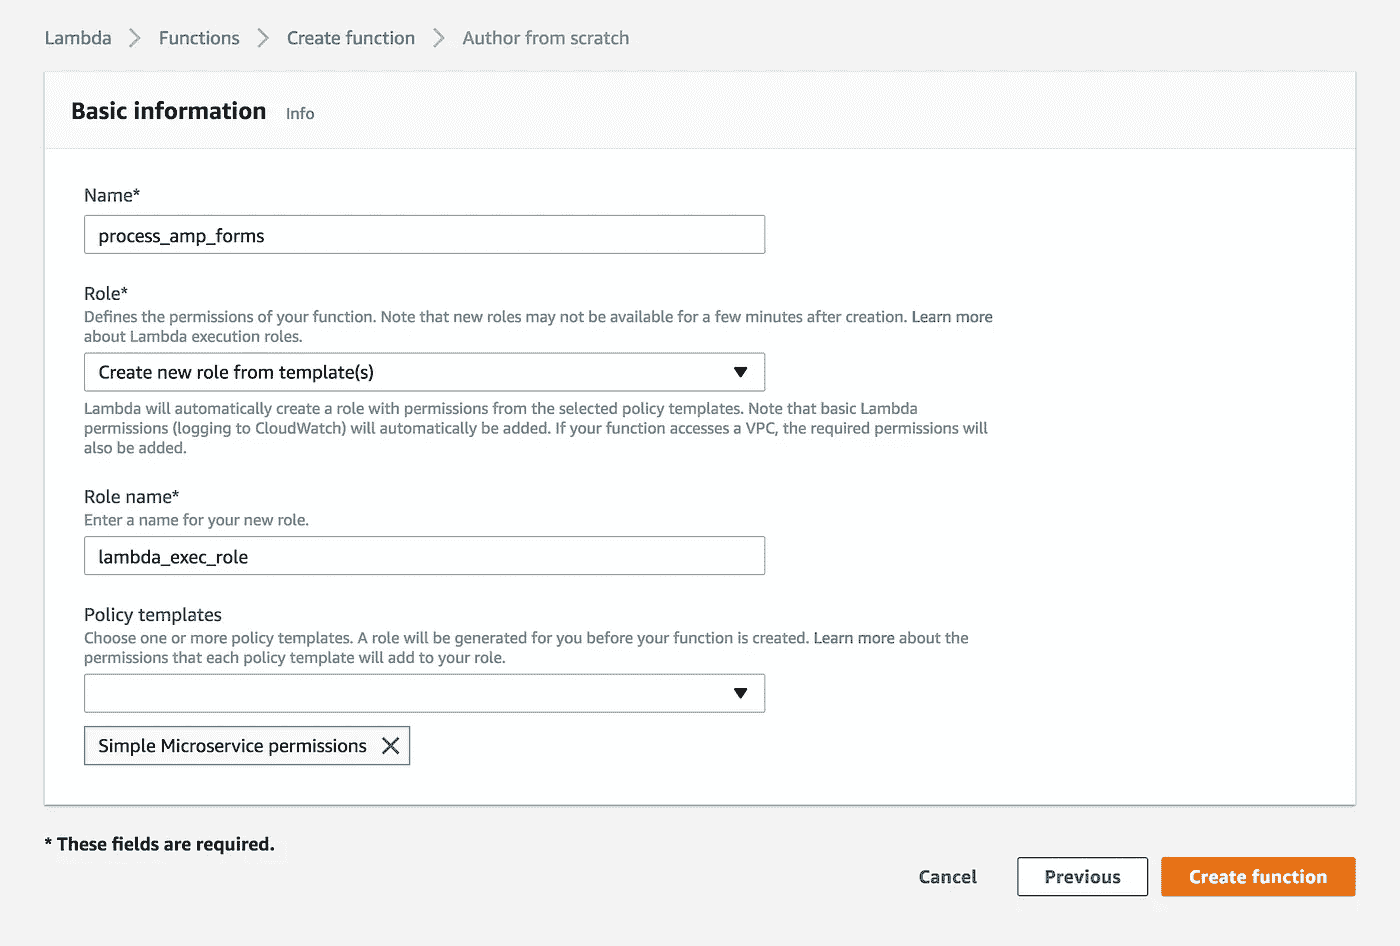 Lambda > Functions > Create function > Author from scratch
Basic information Info
Name*
process_amp_forms
Role*
Defines the permissions of your function. Note that new roles may not be available for a few minutes after creation. Learn more
about Lambda execution roles.
Create new role from template(s)
Lambda will automatically create a role with permissions from the selected policy templates. Note that basic Lambda
permissions (logging to CloudWatch) will automatically be added. If your function accesses a VPC, the required permissions will
also be added.
Role name*
Enter a name for your new role.
lambda_exec_role
Policy templates
Choose one or more policy templates. A role will be generated for you before your function is created. Learn more about the
permissions that each policy template will add to your role.
Simple Microservice permissions
* These fields are required.
Cancel Previous Create function